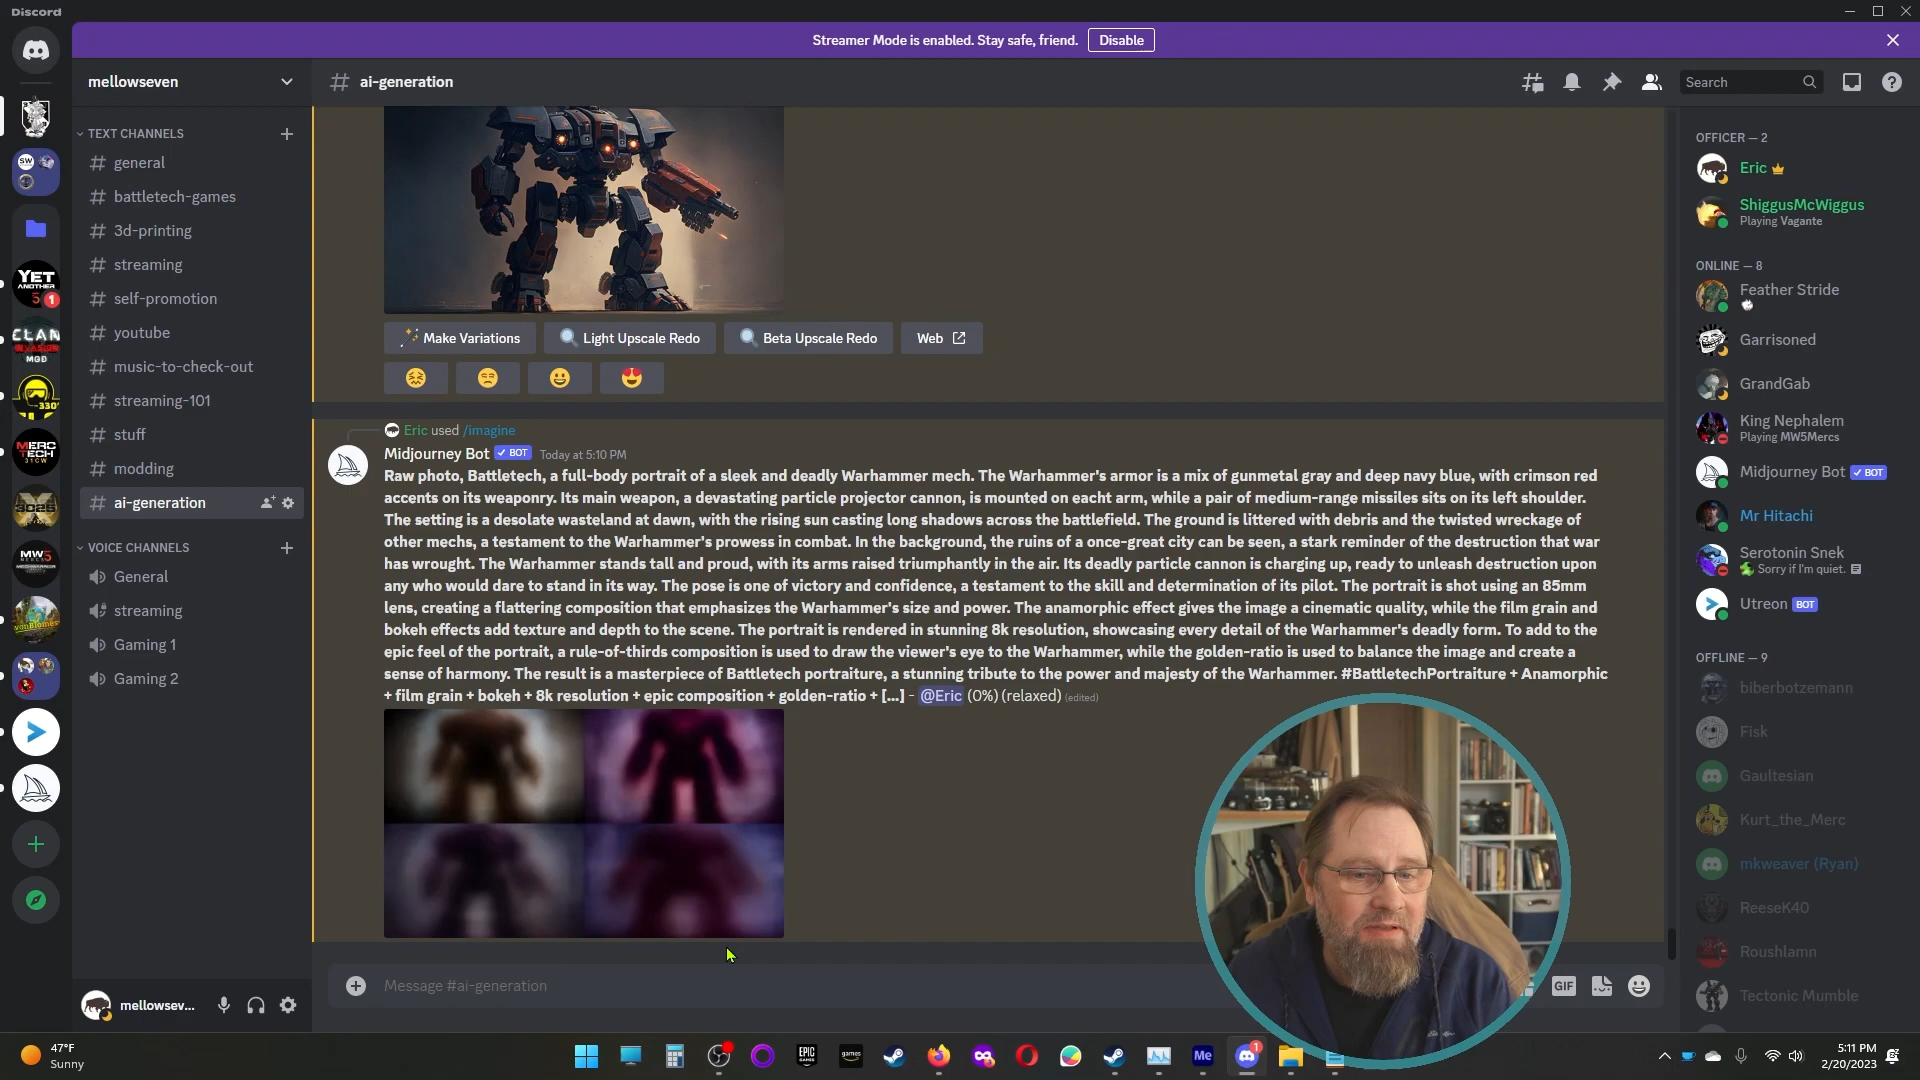 Discord
Streamer Mode is enabled. Stay safe, friend. Disable
mellowseven
ai-generation
Search
TEXT CHANNELS
general
battletech-games
3d-printing
streaming
self-promotion
youtube
music-to-check-out
streaming-101
stuff
modding
ai-generation
VOICE CHANNELS
General
streaming
Gaming 1
Gaming 2
mellowsev...
SW
YET
ANOTHER
5
1
CLAN
INVASION
MGD
330
MERC
TECH
31CW
3025
MW5
Make Variations
Light Upscale Redo
Beta Upscale Redo
Web
Eric used /imagine
Midjourney Bot ✓ BOT Today at 5:10 PM
Raw photo, Battletech, a full-body portrait of a sleek and deadly Warhammer mech. The Warhammer's armor is a mix of gunmetal gray and deep navy blue, with crimson red
accents on its weaponry. Its main weapon, a devastating particle projector cannon, is mounted on eacht arm, while a pair of medium-range missiles sits on its left shoulder.
The setting is a desolate wasteland at dawn, with the rising sun casting long shadows across the battlefield. The ground is littered with debris and the twisted wreckage of
other mechs, a testament to the Warhammer's prowess in combat. In the background, the ruins of a once-great city can be seen, a stark reminder of the destruction that war
has wrought. The Warhammer stands tall and proud, with its arms raised triumphantly in the air. Its deadly particle cannon is charging up, ready to unleash destruction upon
any who would dare to stand in its way. The pose is one of victory and confidence, a testament to the skill and determination of its pilot. The portrait is shot using an 85mm
lens, creating a flattering composition that emphasizes the Warhammer's size and power. The anamorphic effect gives the image a cinematic quality, while the film grain and
bokeh effects add texture and depth to the scene. The portrait is rendered in stunning 8k resolution, showcasing every detail of the Warhammer's deadly form. To add to the
epic feel of the portrait, a rule-of-thirds composition is used to draw the viewer's eye to the Warhammer, while the golden-ratio is used to balance the image and create a
sense of harmony. The result is a masterpiece of Battletech portraiture, a stunning tribute to the power and majesty of the Warhammer. #BattletechPortraiture + Anamorphic
+ film grain + bokeh + 8k resolution + epic composition + golden-ratio + [...] - @Eric (0%) (relaxed) (edited)
Message #ai-generation
GIF
OFFICER — 2
Eric
ShiggusMcWiggus
Playing Vagante
ONLINE — 8
Feather Stride
Garrisoned
GrandGab
King Nephalem
Playing MW5Mercs
Midjourney Bot ✓ BOT
Mr Hitachi
Serotonin Snek
Sorry if I'm quiet.
Utreon BOT
OFFLINE — 9
biberbotzemann
Fisk
Gaultesian
Kurt_the_Merc
mkweaver (Ryan)
ReeseK40
Roushlamn
Tectonic Mumble
47°F
Sunny
EPIC
GAMES
games
Me
1
5:11 PM
2/20/2023